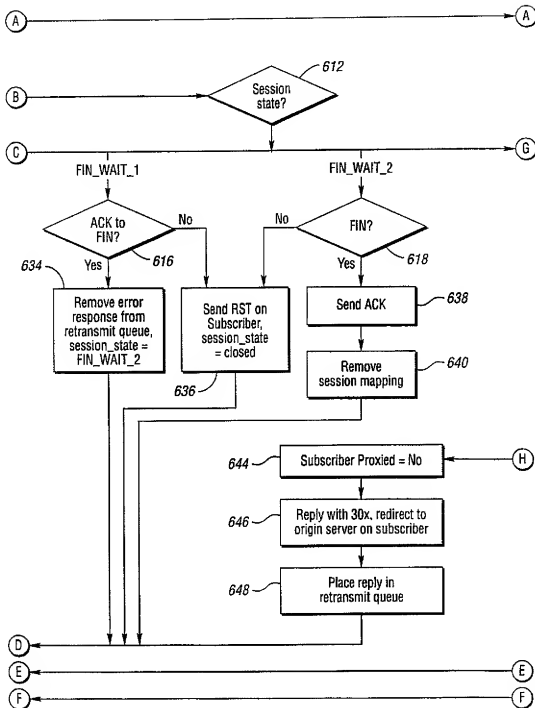 A A
612
Session
state?
B
C G
FIN_WAIT_1 FIN_WAIT_2
ACK to
FIN?
No No
FIN?
616 618
634
Yes Yes
Remove error
response from
retransmit queue,
session_state =
FIN_WAIT_2
Send RST on
Subscriber,
session_state
= closed
636
Send ACK
638
Remove
session mapping
640
644
Subscriber Proxied = No
H
646
Reply with 30x, redirect to
origin server on subscriber
648
Place reply in
retransmit queue
D
E E
F F